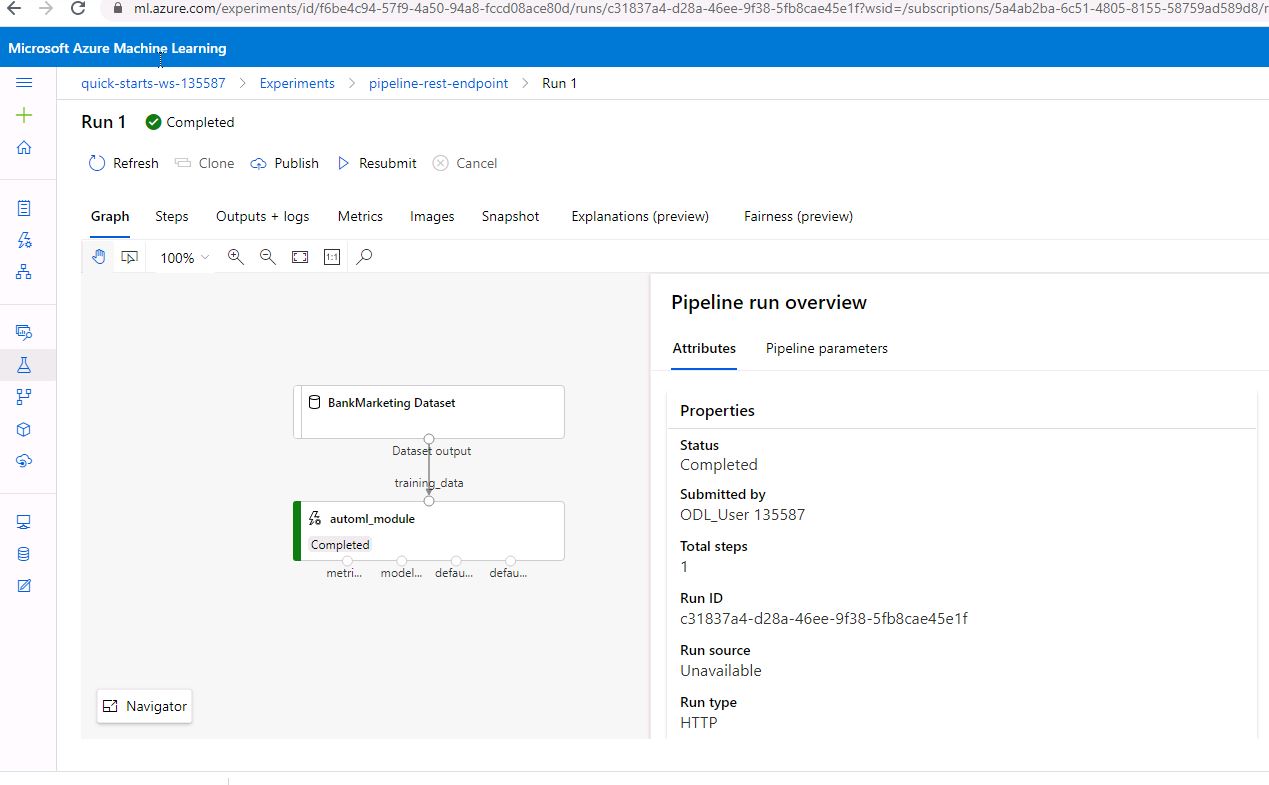 ml.azure.com/experiments/id/f6be4c94-57f9-4a50-94a8-fccd08ace80d/runs/c31837a4-d28a-46ee-9f38-5fb8cae45e1f?wsid=/subscriptions/5a4ab2ba-6c51-4805-8155-58759ad589d8/r
Microsoft Azure Machine Learning
quick-starts-ws-135587 > Experiments > pipeline-rest-endpoint > Run 1
Run 1 Completed
Refresh Clone Publish Resubmit Cancel
Graph Steps Outputs + logs Metrics Images Snapshot Explanations (preview) Fairness (preview)
100% 1:1
BankMarketing Dataset
Dataset output
training_data
automl_module
Completed
metri... model... defau... defau...
Navigator
Pipeline run overview
Attributes Pipeline parameters
Properties
Status
Completed
Submitted by
ODL_User 135587
Total steps
1
Run ID
c31837a4-d28a-46ee-9f38-5fb8cae45e1f
Run source
Unavailable
Run type
HTTP